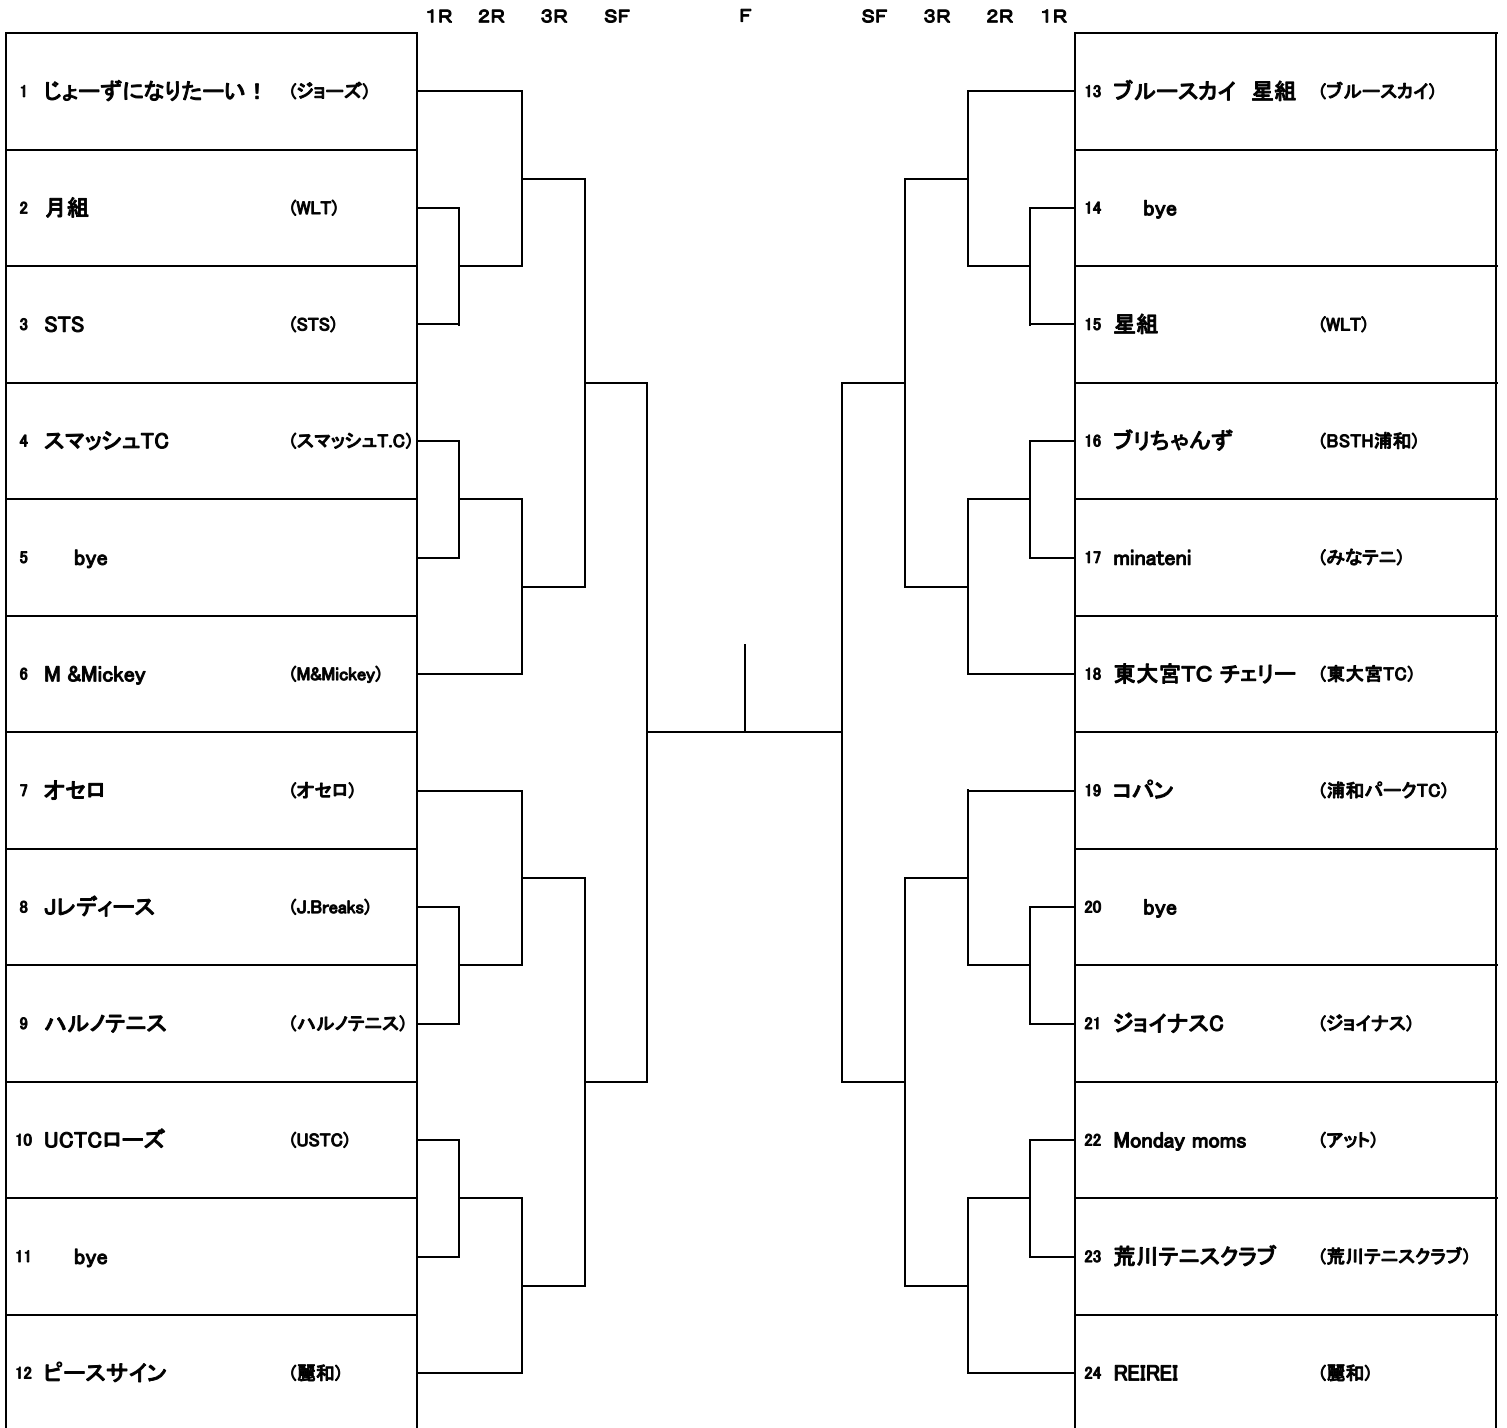 1R 2R 3R SF F SF 3R 2R 1R
1 じょーずになりたーい！ (ジョーズ)
2 月組 (WLT)
3 STS (STS)
4 スマッシュTC (スマッシュT.C)
5 bye
6 M &Mickey (M&Mickey)
7 オセロ (オセロ)
8 Jレディース (J.Breaks)
9 ハルノテニス (ハルノテニス)
10 UCTCローズ (USTC)
11 bye
12 ピースサイン (麗和)
13 ブルースカイ　星組 (ブルースカイ)
14 bye
15 星組 (WLT)
16 ブリちゃんず (BSTH浦和)
17 minateni (みなテニ)
18 東大宮TC チェリー (東大宮TC)
19 コパン (浦和パークTC)
20 bye
21 ジョイナスC (ジョイナス)
22 Monday moms (アット)
23 荒川テニスクラブ (荒川テニスクラブ)
24 REIREI (麗和)